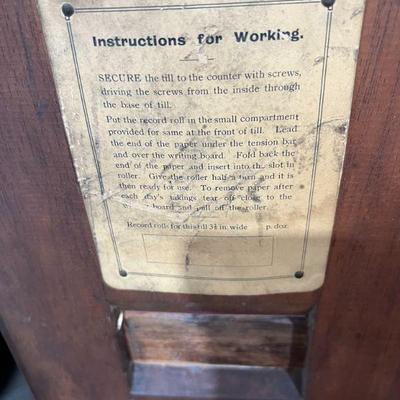 Instructions for Working.
SECURE the till to the counter with screws,
driving the screws from the inside through
the base of till.
Put the record roll in the small compartment
provided for same at the front of till. Lead
the end of the paper under the tension bar
and over the writing board. Fold back the
end of the paper and insert into the slot in
roller. Give the roller half a turn and it is
then ready for use. To remove paper after
each day's takings tear off close to the
board and pull off the roller.
Record rolls for this till 3¾ in. wide p. doz.